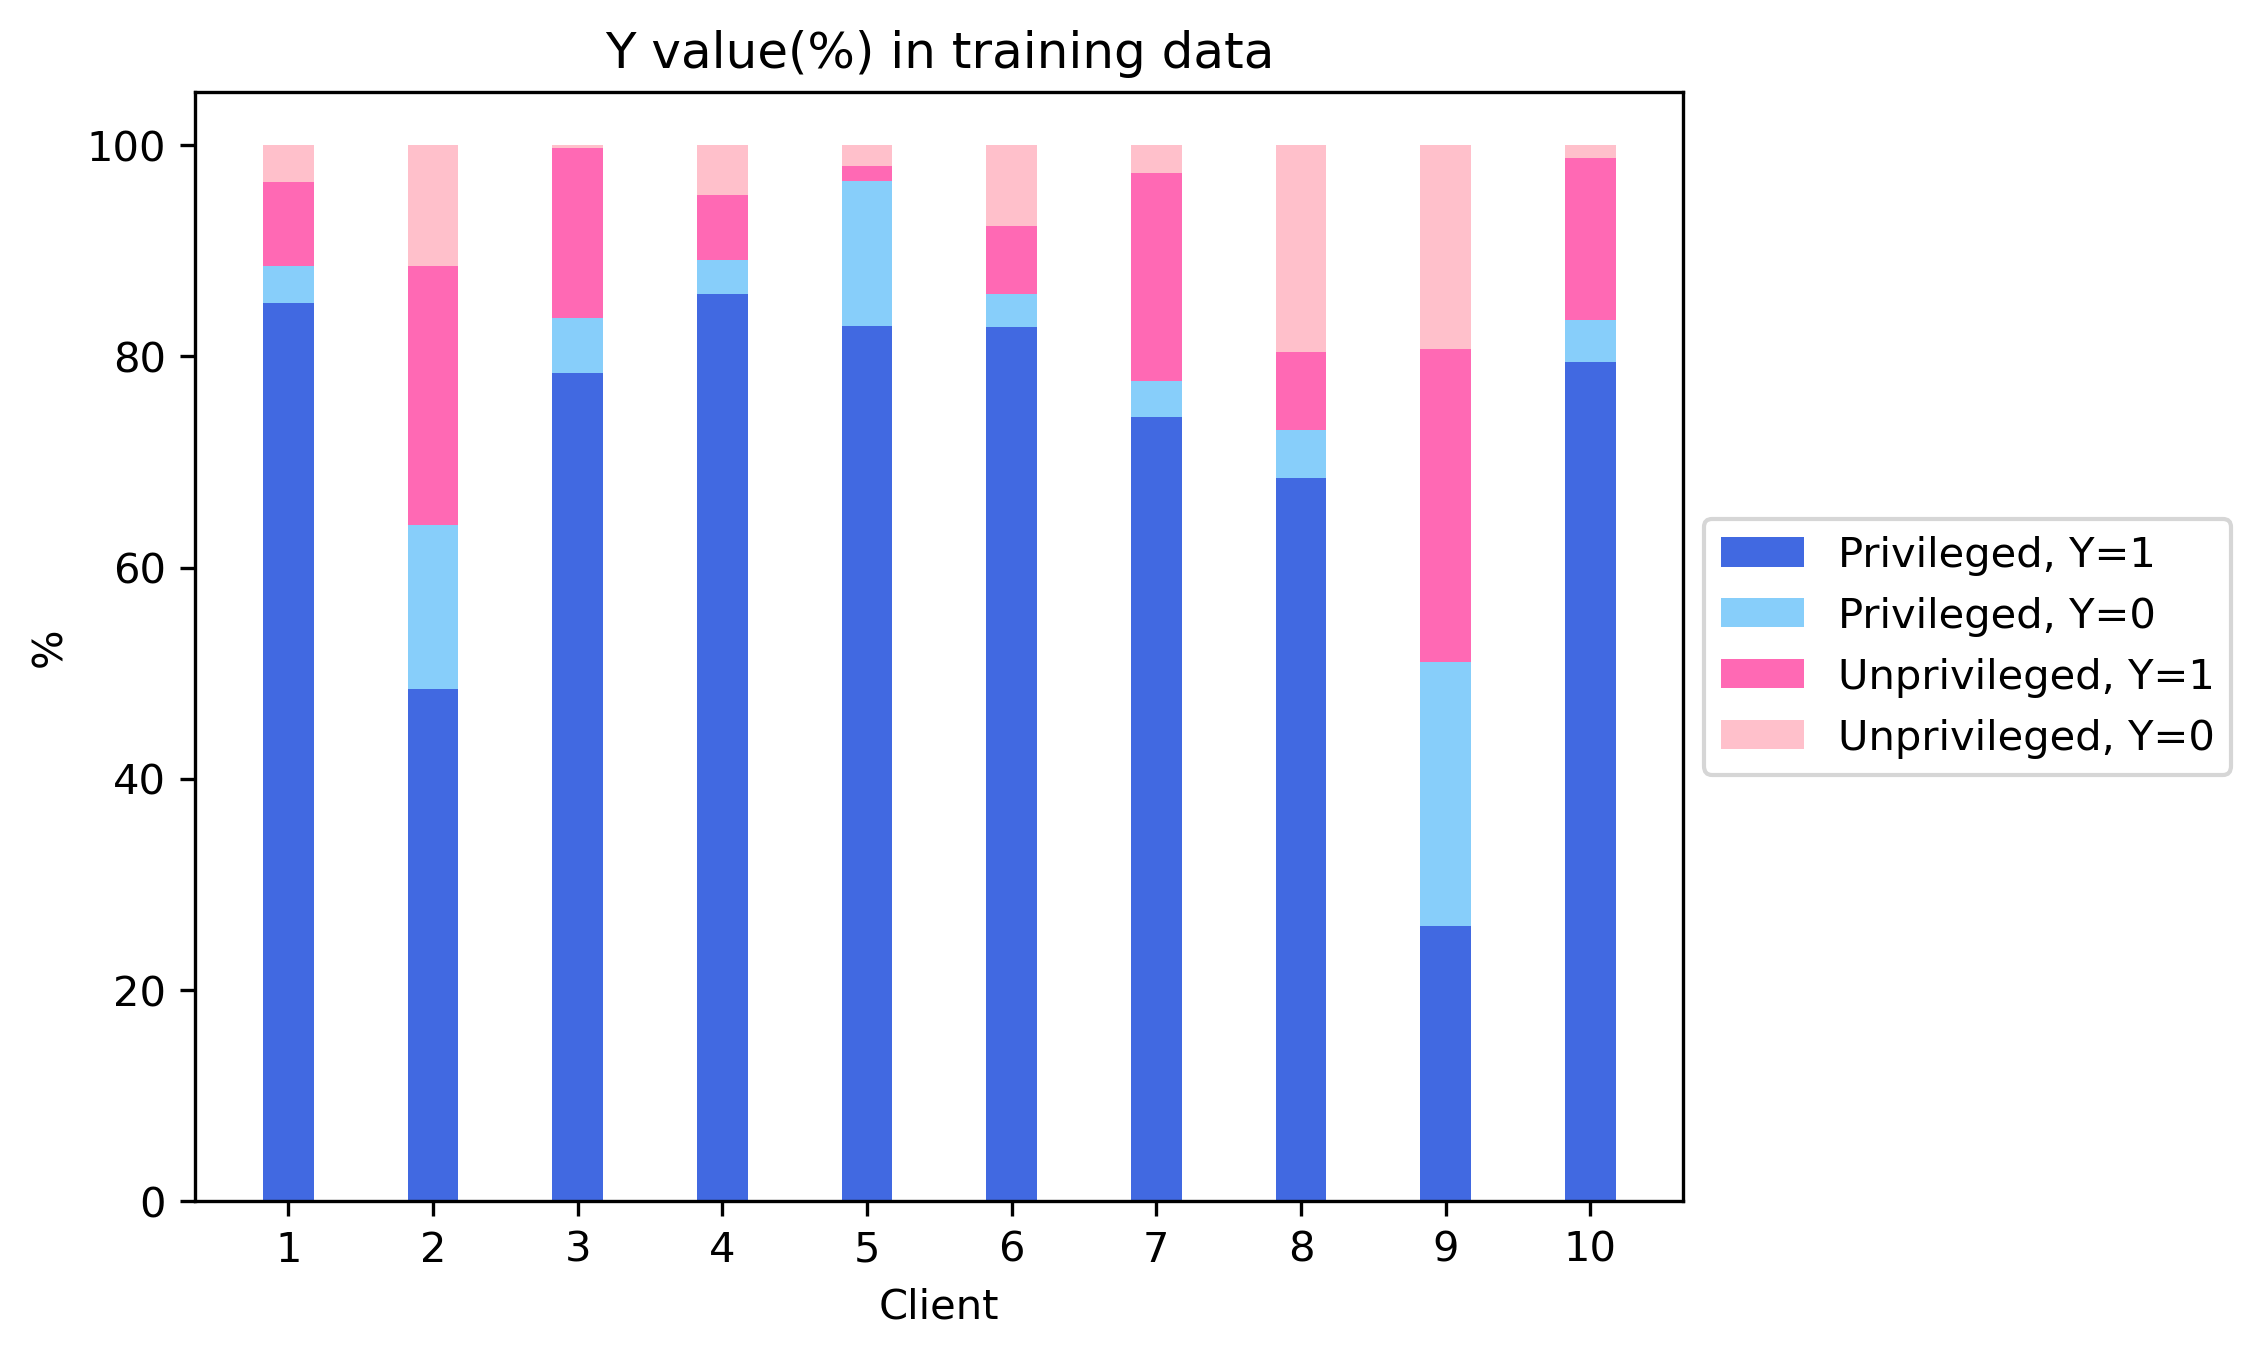 Y value(%) in training data
100
80
60
40
20
0
%
1 2 3 4 5 6 7 8 9 10
Client
Privileged, Y=1
Privileged, Y=0
Unprivileged, Y=1
Unprivileged, Y=0